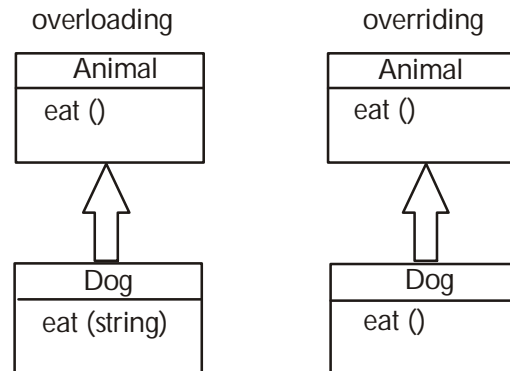 overloading
Animal
eat ()
Dog
eat (string)
overriding
Animal
eat ()
Dog
eat ()